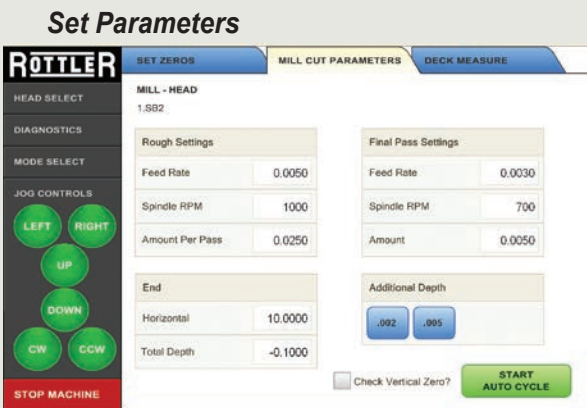 Set Parameters
ROTTLER
SET ZEROS
MILL CUT PARAMETERS
DECK MEASURE
HEAD SELECT
DIAGNOSTICS
MODE SELECT
JOG CONTROLS
LEFT
RIGHT
UP
DOWN
CW
CCW
STOP MACHINE
MILL - HEAD
1.SB2
Rough Settings
Feed Rate 0.0050
Spindle RPM 1000
Amount Per Pass 0.0250
Final Pass Settings
Feed Rate 0.0030
Spindle RPM 700
Amount 0.0050
End
Horizontal 10.0000
Total Depth -0.1000
Additional Depth
.002 .005
Check Vertical Zero?
START
AUTO CYCLE